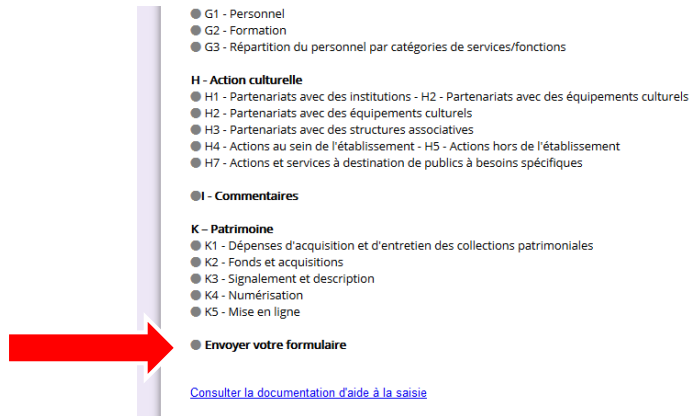 G1 - Personnel
G2 - Formation
G3 - Répartition du personnel par catégories de services/fonctions
H - Action culturelle
H1 - Partenariats avec des institutions - H2 - Partenariats avec des équipements culturels
H2 - Partenariats avec des équipements culturels
H3 - Partenariats avec des structures associatives
H4 - Actions au sein de l'établissement - H5 - Actions hors de l'établissement
H7 - Actions et services à destination de publics à besoins spécifiques
I - Commentaires
K – Patrimoine
K1 - Dépenses d'acquisition et d'entretien des collections patrimoniales
K2 - Fonds et acquisitions
K3 - Signalement et description
K4 - Numérisation
K5 - Mise en ligne
Envoyer votre formulaire
Consulter la documentation d'aide à la saisie